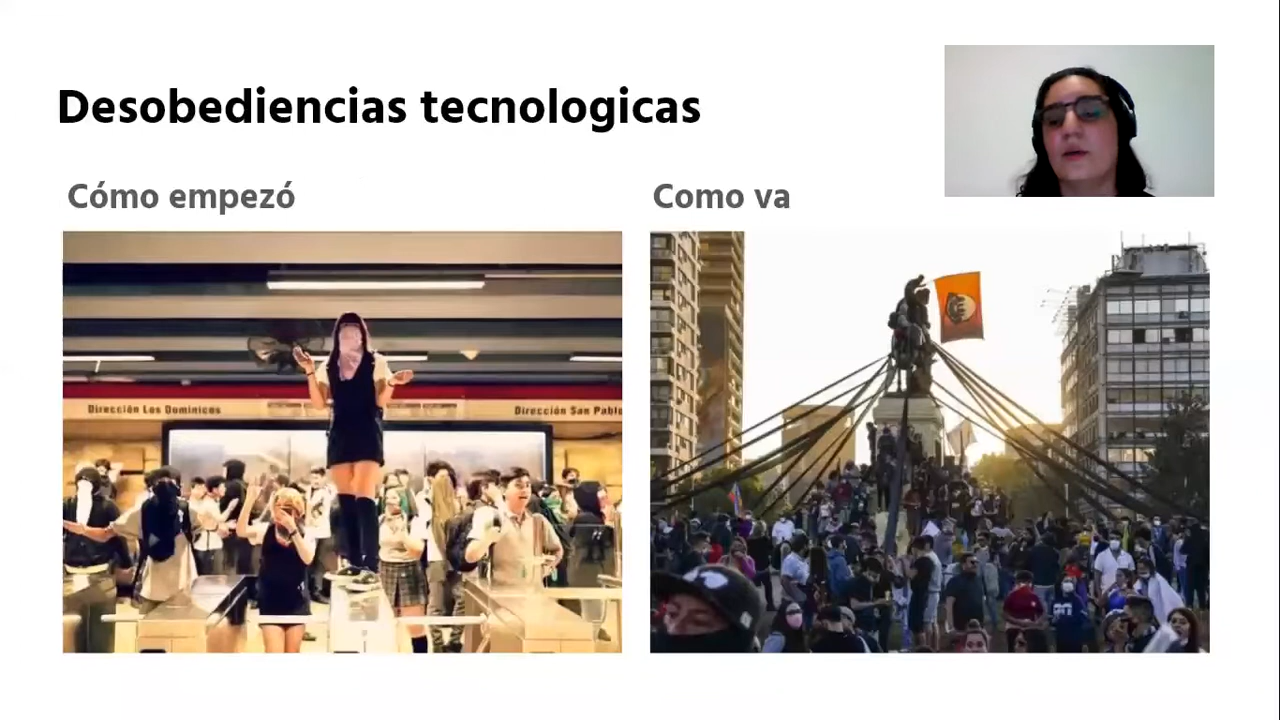 Desobediencias tecnologicas
Cómo empezó
Como va
Dirección Los Dominicos
Dirección San Pablo